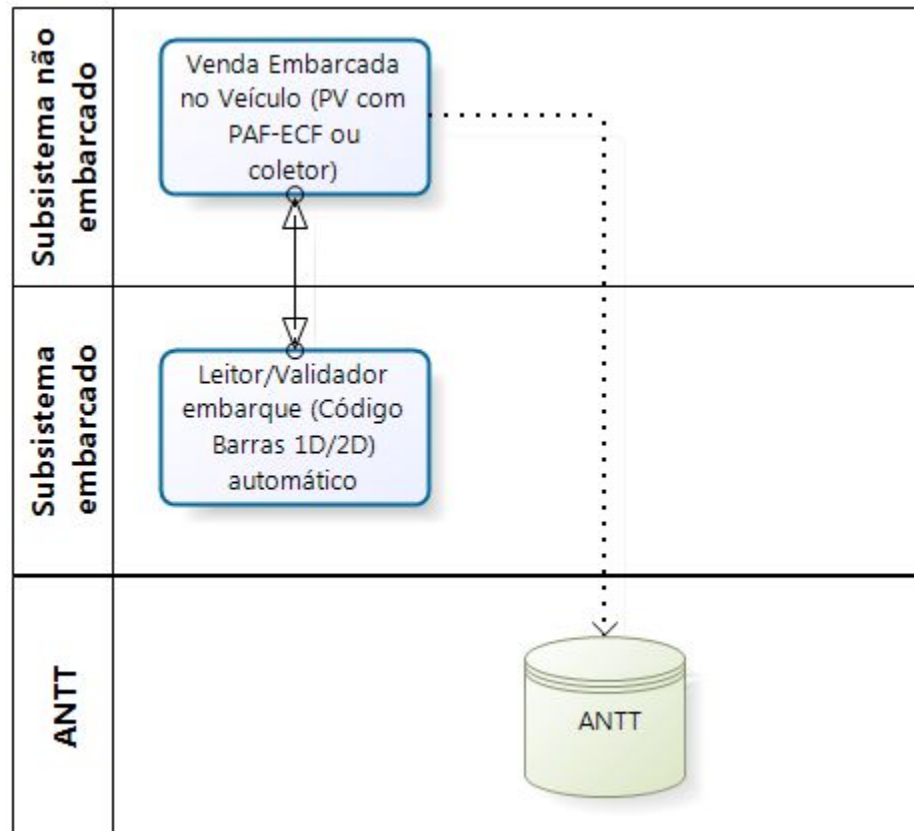 Subsistema não
embarcado
Venda Embarcada
no Veículo (PV com
PAF-ECF ou
coletor)
Subsistema
embarcado
Leitor/Validador
embarque (Código
Barras 1D/2D)
automático
ANTT
ANTT